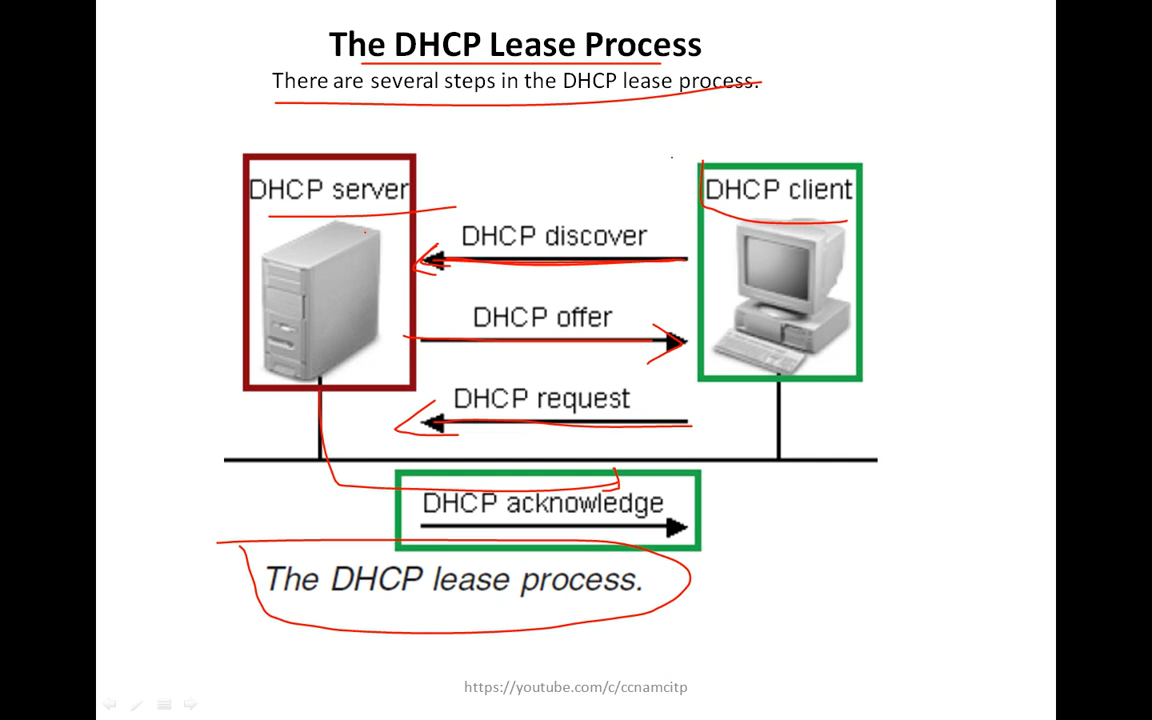 The DHCP Lease Process
There are several steps in the DHCP lease process.
DHCP server
DHCP client
DHCP discover
DHCP offer
DHCP request
DHCP acknowledge
The DHCP lease process.
https://youtube.com/c/ccnamcitp